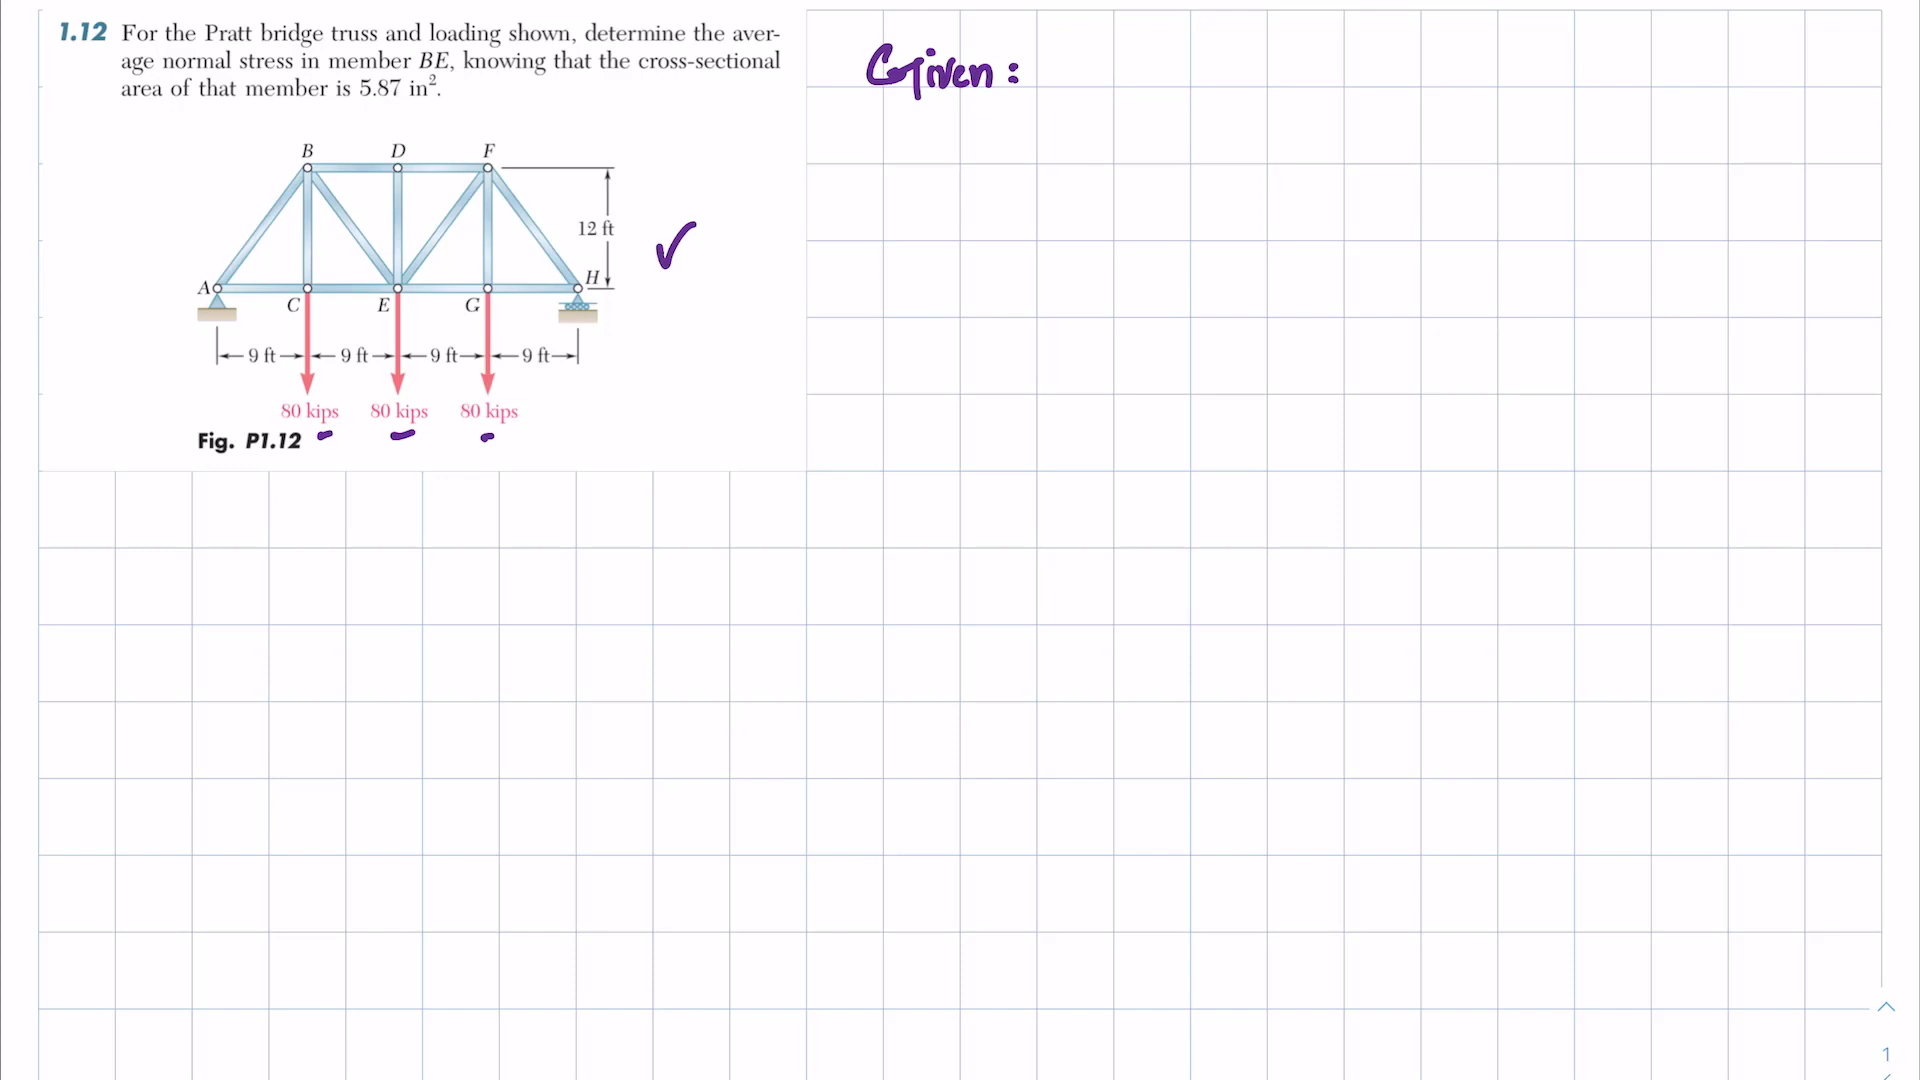 1.12 For the Pratt bridge truss and loading shown, determine the aver-
age normal stress in member BE, knowing that the cross-sectional
area of that member is 5.87 in².
Given:
B D F
12 ft
A C E G H
9 ft 9 ft 9 ft 9 ft
80 kips 80 kips 80 kips
Fig. P1.12
1